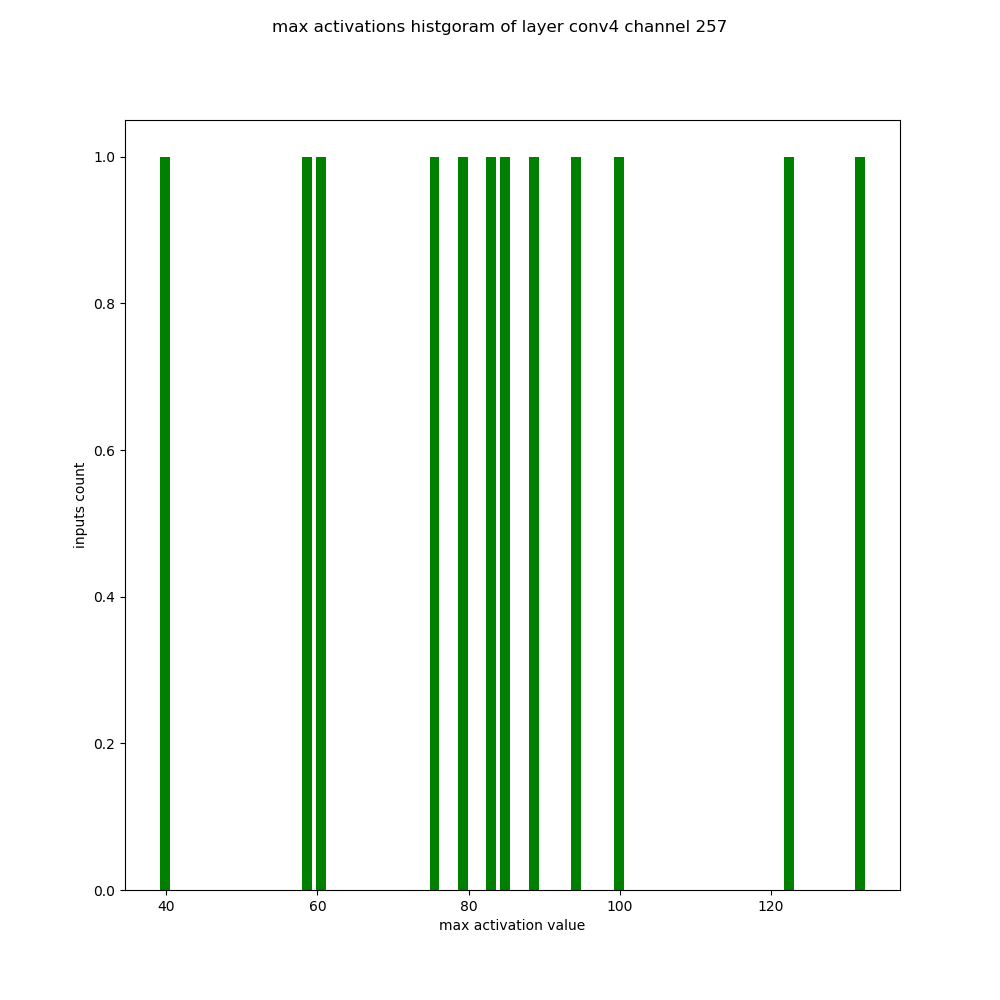 max activations histgoram of layer conv4 channel 257
1.0
0.8
0.6
0.4
0.2
0.0
inputs count
40 60 80 100 120
max activation value